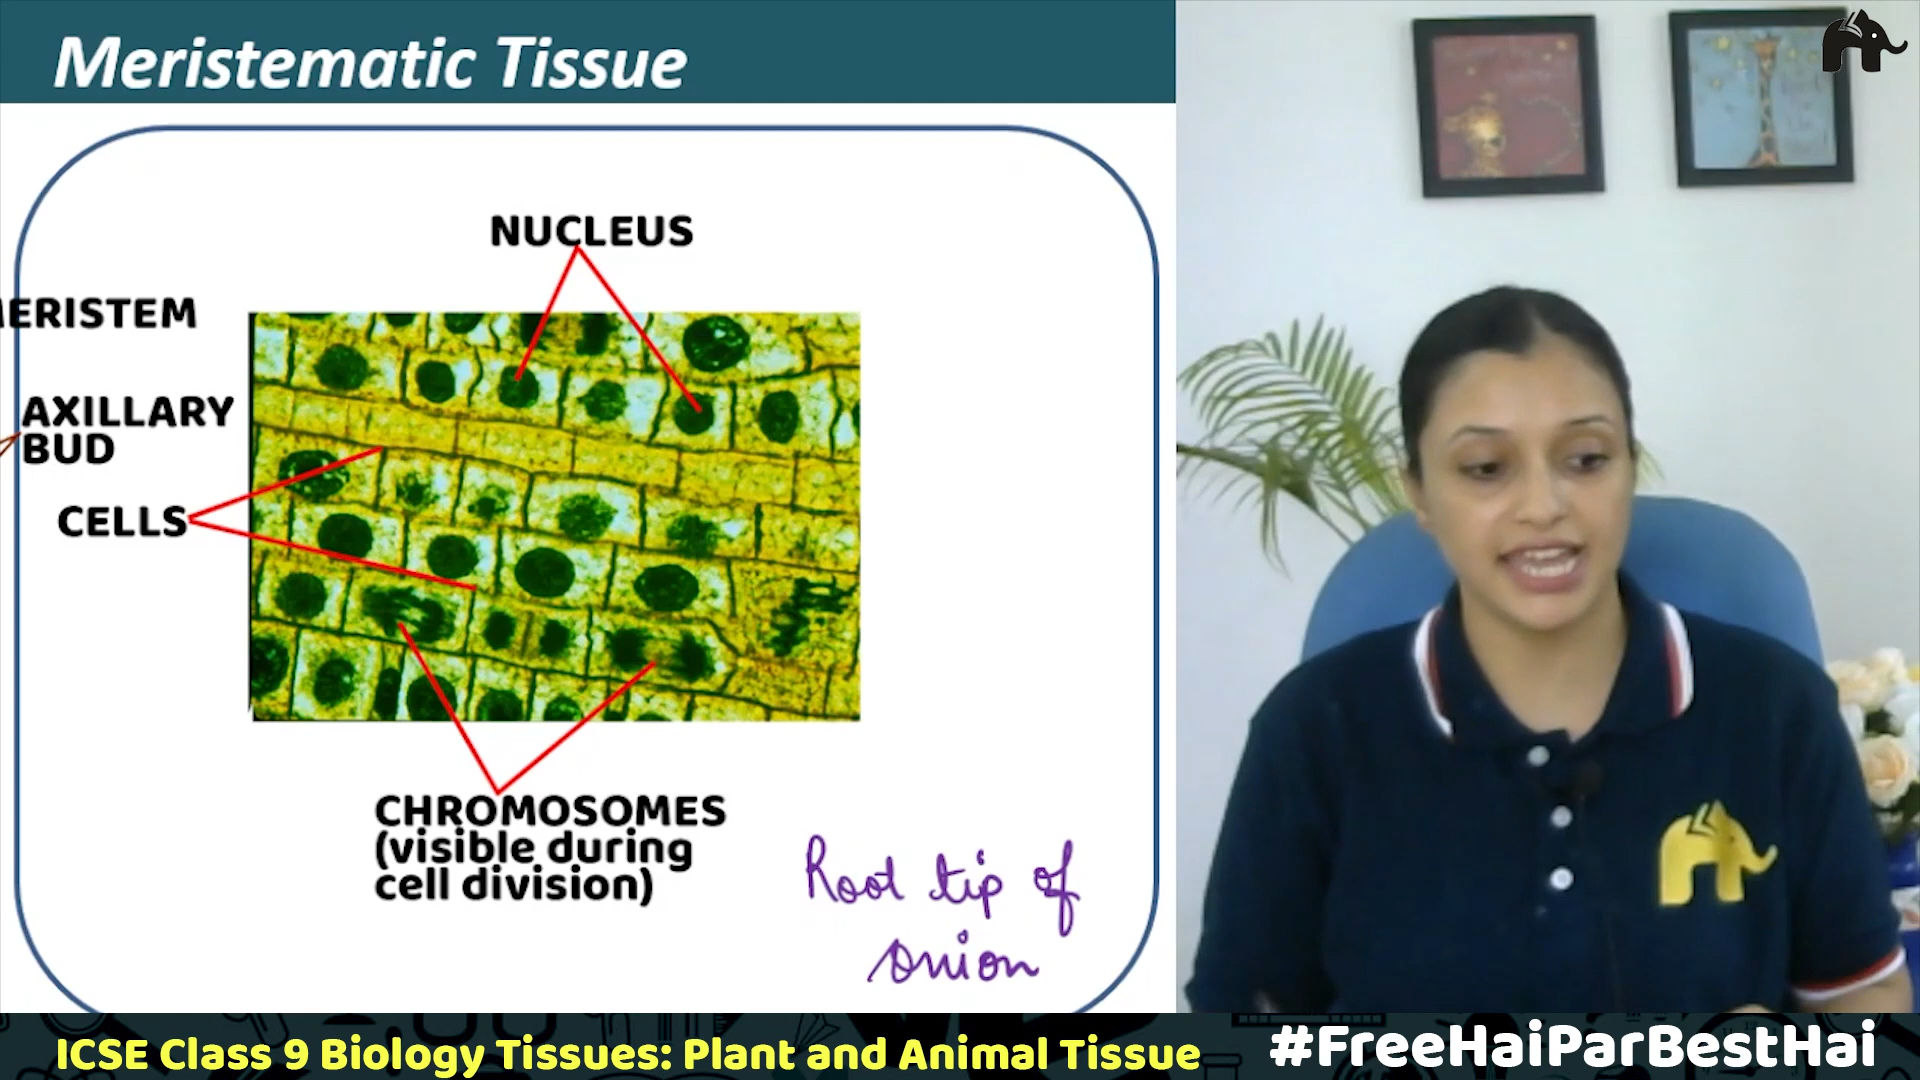 Meristematic Tissue
NUCLEUS
MERISTEM
AXILLARY
BUD
CELLS
CHROMOSOMES
(visible during
cell division)
Root tip of
onion
ICSE Class 9 Biology Tissues: Plant and Animal Tissue
#FreeHaiParBestHai